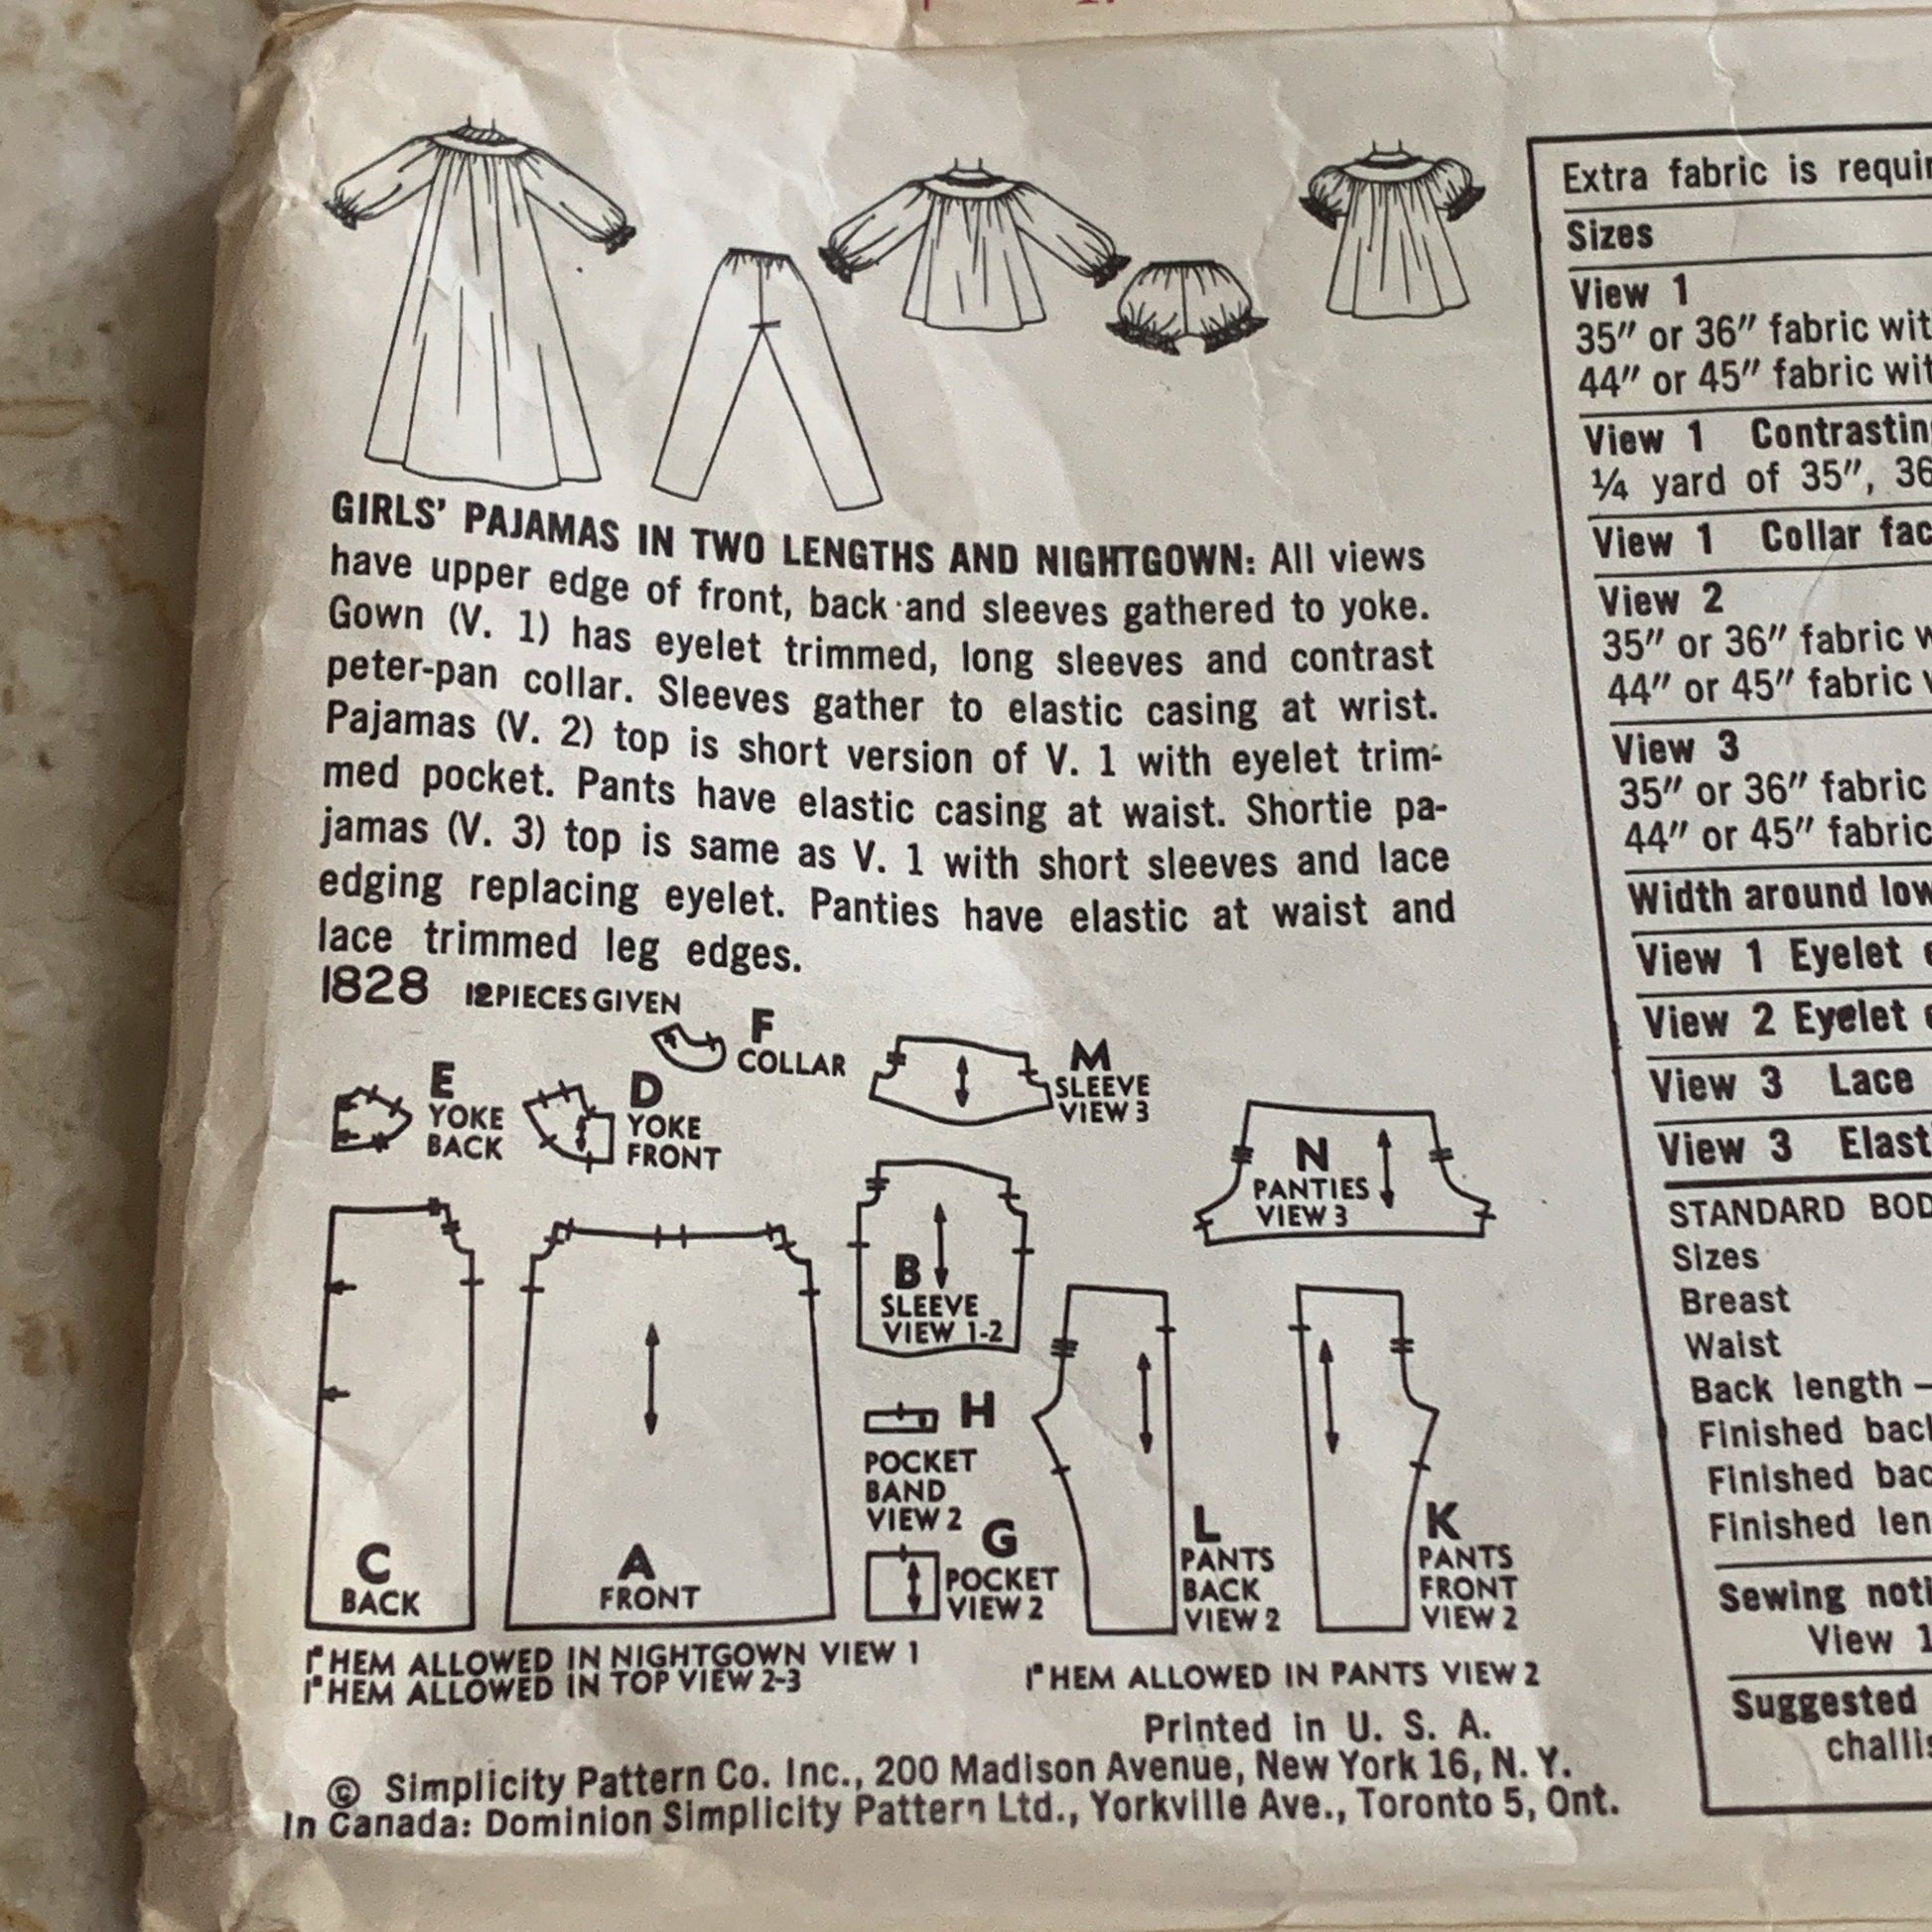 GIRLS' PAJAMAS IN TWO LENGTHS AND NIGHTGOWN: All views
have upper edge of front, back and sleeves gathered to yoke.
Gown (V. 1) has eyelet trimmed, long sleeves and contrast
peter-pan collar. Sleeves gather to elastic casing at wrist.
Pajamas (V. 2) top is short version of V. 1 with eyelet trim-
med pocket. Pants have elastic casing at waist. Shortie pa-
jamas (V. 3) top is same as V. 1 with short sleeves and lace
edging replacing eyelet. Panties have elastic at waist and
lace trimmed leg edges.
1828 12 PIECES GIVEN
F
COLLAR
M
SLEEVE
VIEW 3
E
YOKE
BACK
D
YOKE
FRONT
N
PANTIES
VIEW 3
B
SLEEVE
VIEW 1-2
H
POCKET
BAND
VIEW 2
G
POCKET
VIEW 2
L
PANTS
BACK
VIEW 2
K
PANTS
FRONT
VIEW 2
C
BACK
A
FRONT
1" HEM ALLOWED IN NIGHTGOWN VIEW 1
1" HEM ALLOWED IN TOP VIEW 2-3
1" HEM ALLOWED IN PANTS VIEW 2
Printed in U. S. A.
© Simplicity Pattern Co. Inc., 200 Madison Avenue, New York 16, N. Y.
In Canada: Dominion Simplicity Pattern Ltd., Yorkville Ave., Toronto 5, Ont.
Extra fabric is requir
Sizes
View 1
35" or 36" fabric wit
44" or 45" fabric wit
View 1 Contrastin
¼ yard of 35", 36
View 1 Collar fac
View 2
35" or 36" fabric w
44" or 45" fabric
View 3
35" or 36" fabric
44" or 45" fabric
Width around low
View 1 Eyelet
View 2 Eyelet
View 3 Lace
View 3 Elast
STANDARD BOD
Sizes
Breast
Waist
Back length –
Finished bac
Finished bac
Finished len
Sewing noti
View 1
Suggested
challis